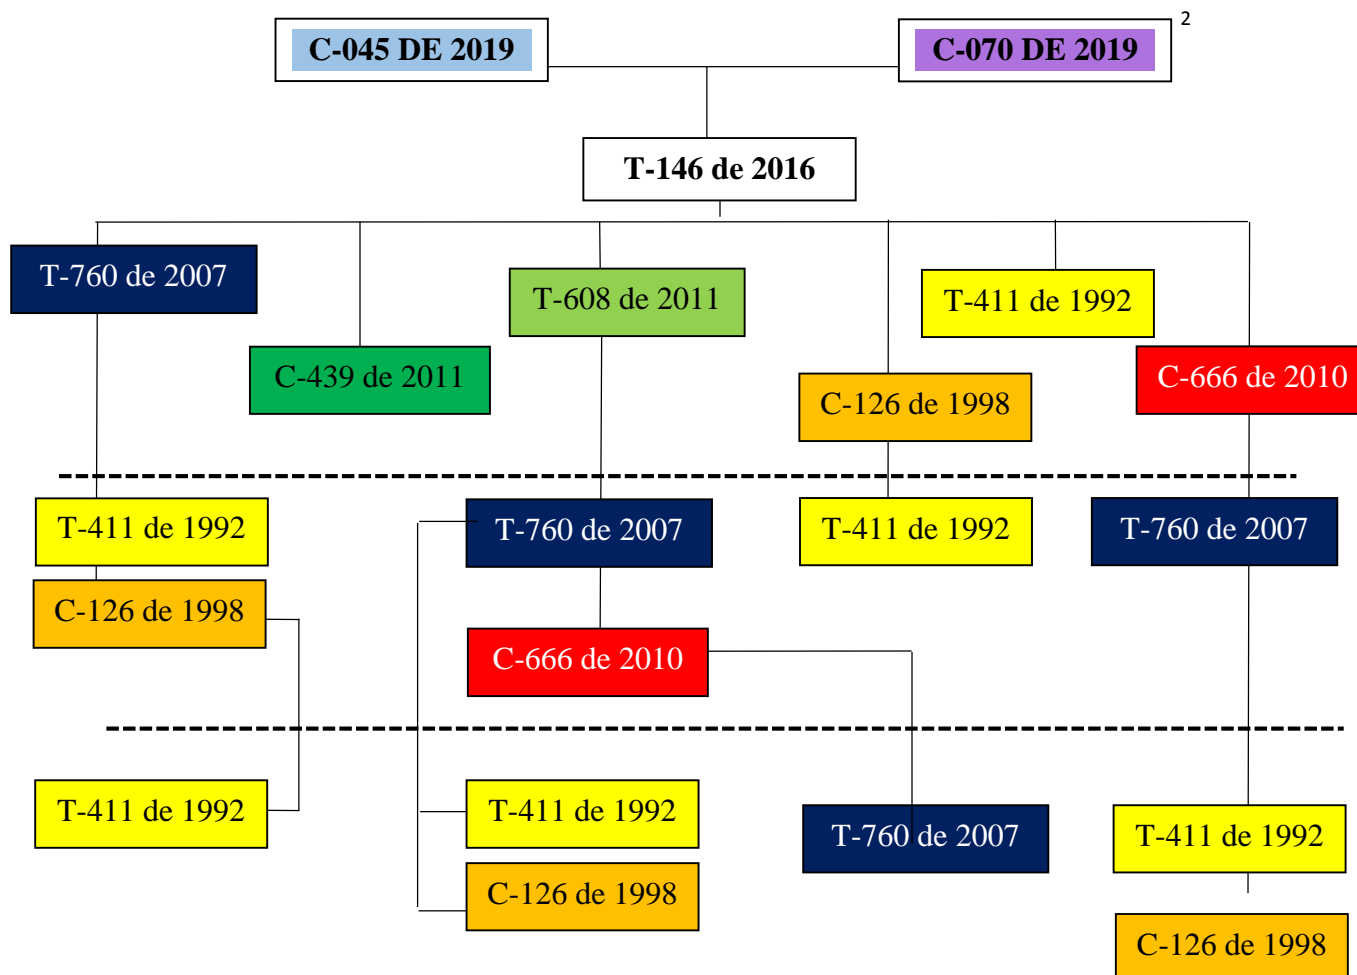 C-045 DE 2019
C-070 DE 2019
2
T-146 de 2016
T-760 de 2007
T-608 de 2011
T-411 de 1992
C-439 de 2011
C-666 de 2010
C-126 de 1998
T-411 de 1992
T-760 de 2007
T-411 de 1992
T-760 de 2007
C-126 de 1998
C-666 de 2010
T-411 de 1992
T-411 de 1992
T-760 de 2007
T-411 de 1992
C-126 de 1998
C-126 de 1998